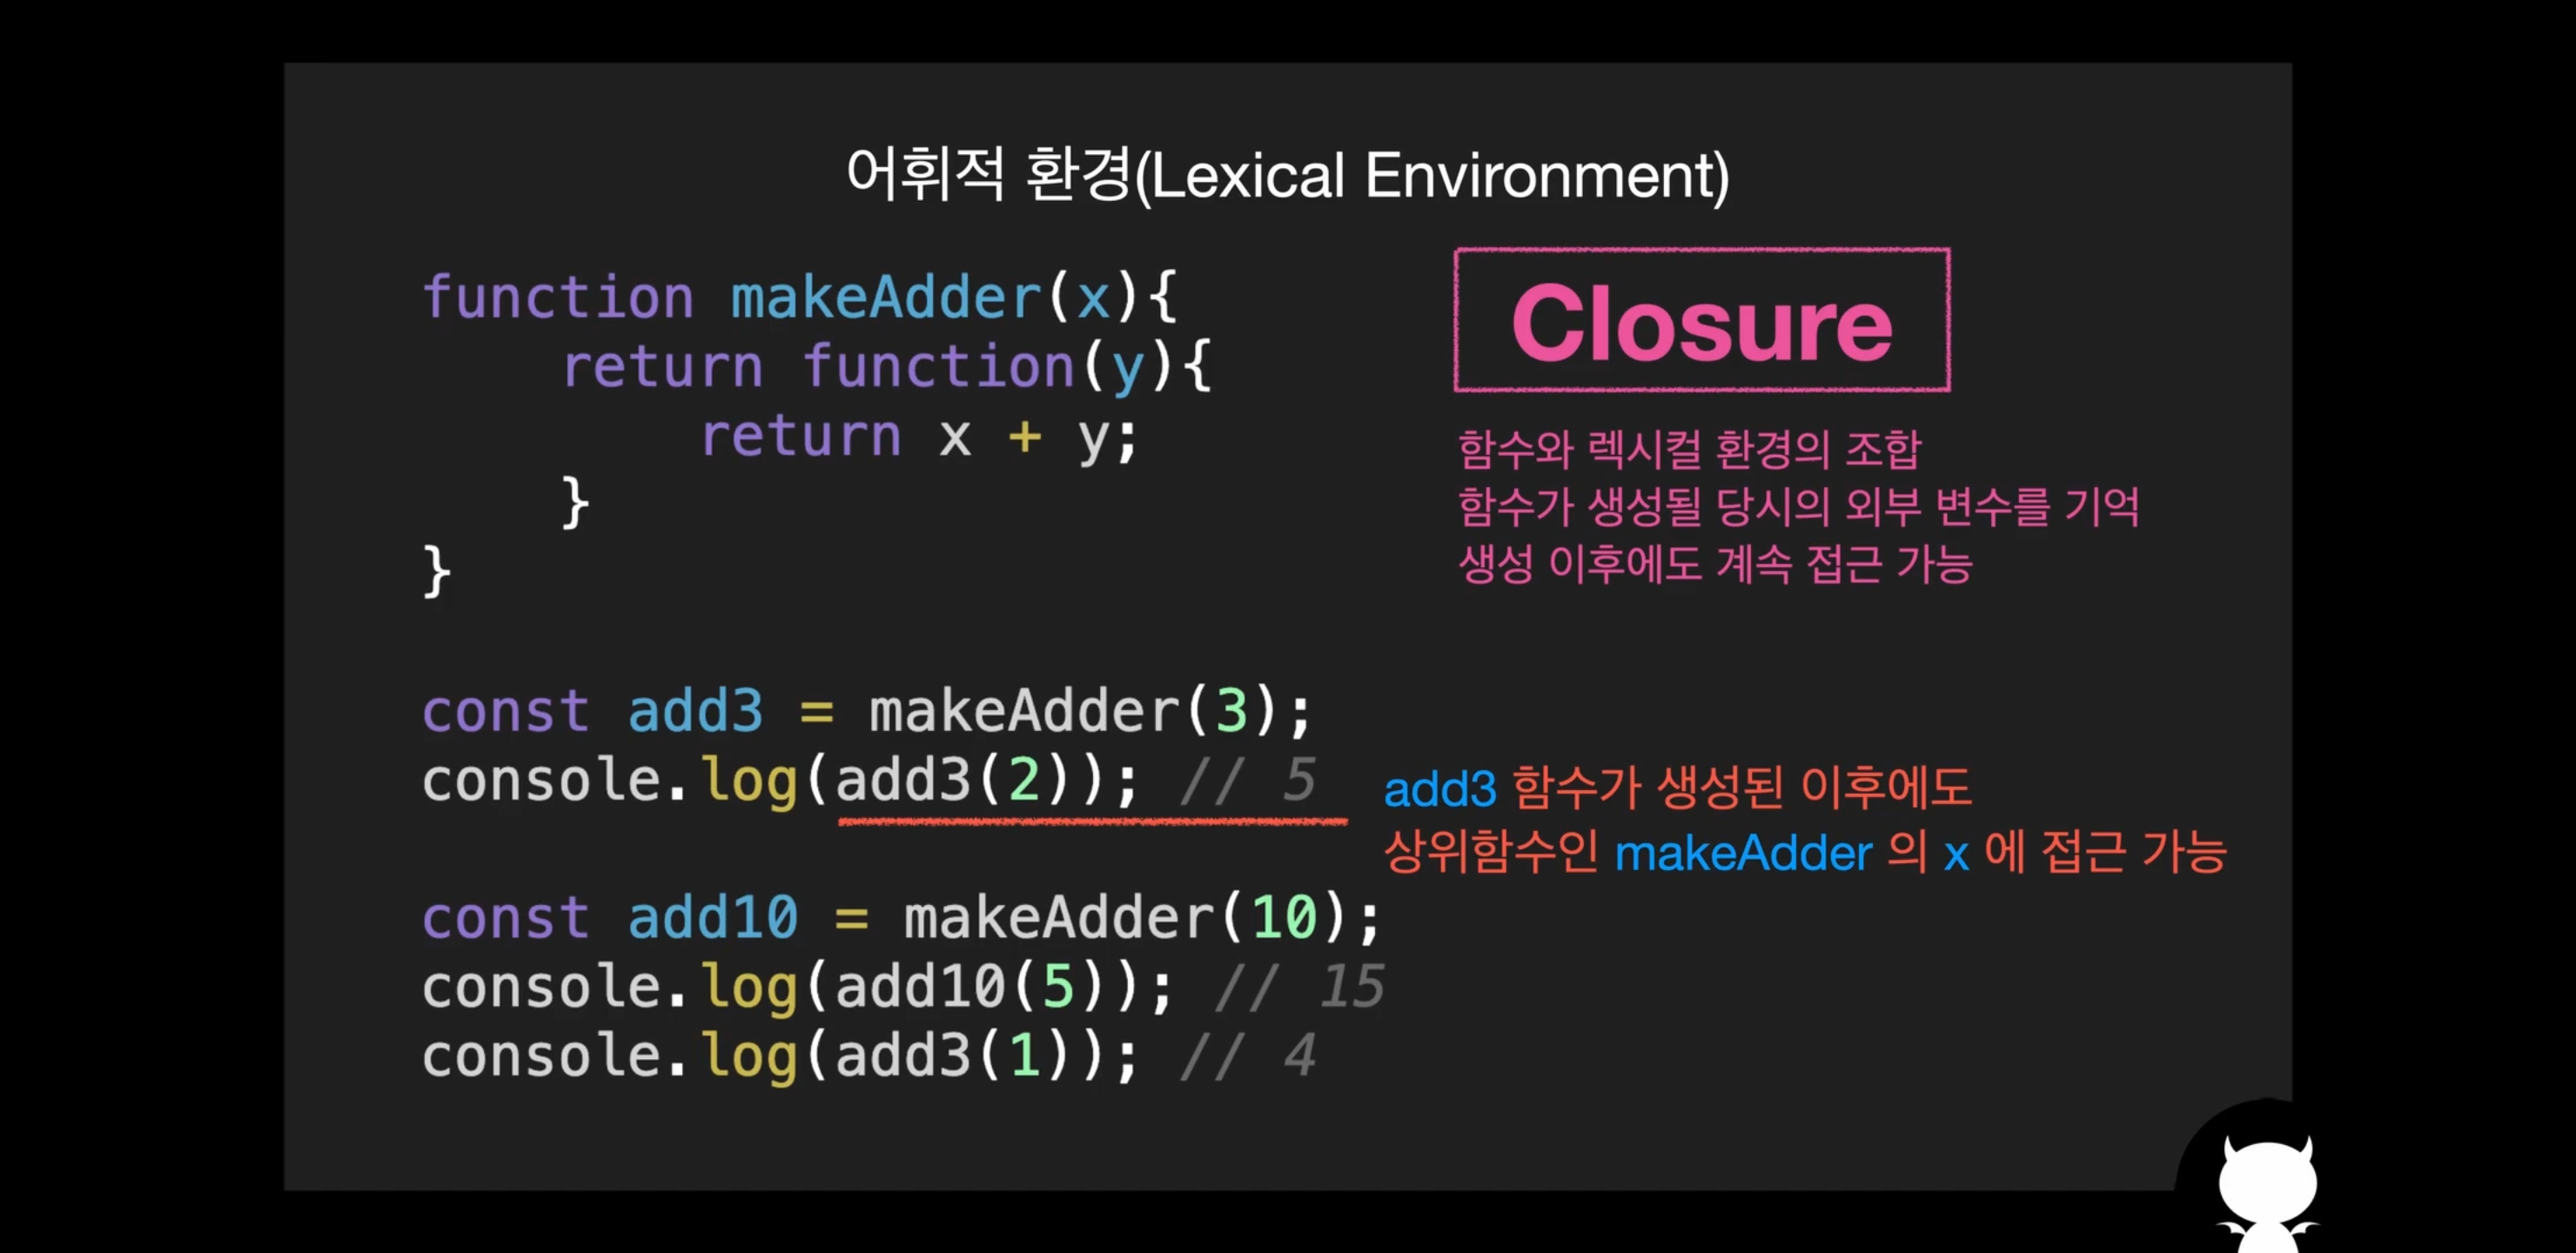 어휘적 환경(Lexical Environment)
function makeAdder(x){
return function(y){
return x + y;
}
}
Closure
함수와 렉시컬 환경의 조합
함수가 생성될 당시의 외부 변수를 기억
생성 이후에도 계속 접근 가능
const add3 = makeAdder(3);
console.log(add3(2)); // 5
add3 함수가 생성된 이후에도
상위함수인 makeAdder 의 x 에 접근 가능
const add10 = makeAdder(10);
console.log(add10(5)); // 15
console.log(add3(1)); // 4